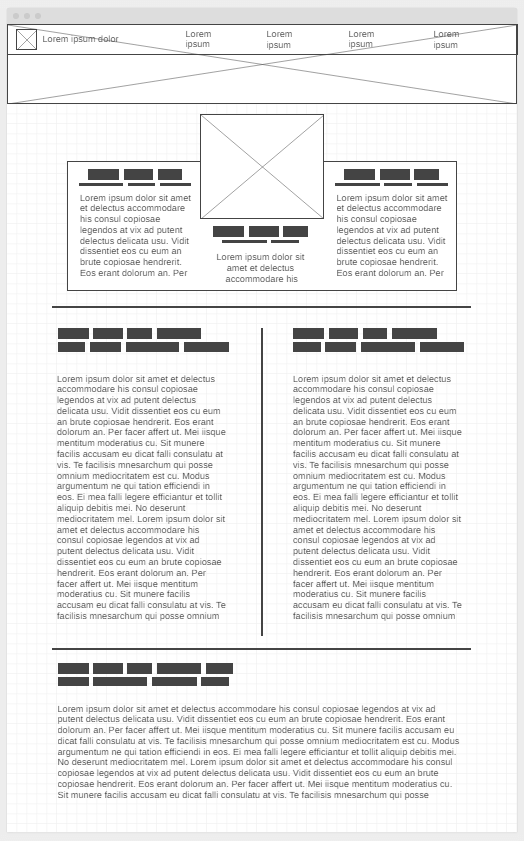 Lorem ipsum dolor
Lorem
ipsum
Lorem
ipsum
Lorem
ipsum
Lorem
ipsum
Lorem ipsum dolor sit amet
et delectus accommodare
his consul copiosae
legendos at vix ad putent
delectus delicata usu. Vidit
dissentiet eos cu eum an
brute copiosae hendrerit.
Eos erant dolorum an. Per
Lorem ipsum dolor sit
amet et delectus
accommodare his
Lorem ipsum dolor sit amet
et delectus accommodare
his consul copiosae
legendos at vix ad putent
delectus delicata usu. Vidit
dissentiet eos cu eum an
brute copiosae hendrerit.
Eos erant dolorum an. Per
Lorem ipsum dolor sit amet et delectus
accommodare his consul copiosae
legendos at vix ad putent delectus
delicata usu. Vidit dissentiet eos cu eum
an brute copiosae hendrerit. Eos erant
dolorum an. Per facer affert ut. Mei iisque
mentitum moderatius cu. Sit munere
facilis accusam eu dicat falli consulatu at
vis. Te facilisis mnesarchum qui posse
omnium mediocritatem est cu. Modus
argumentum ne qui tation efficiendi in
eos. Ei mea falli legere efficiantur et tollit
aliquip debitis mei. No deserunt
mediocritatem mel. Lorem ipsum dolor sit
amet et delectus accommodare his
consul copiosae legendos at vix ad
putent delectus delicata usu. Vidit
dissentiet eos cu eum an brute copiosae
hendrerit. Eos erant dolorum an. Per
facer affert ut. Mei iisque mentitum
moderatius cu. Sit munere facilis
accusam eu dicat falli consulatu at vis. Te
facilisis mnesarchum qui posse omnium
Lorem ipsum dolor sit amet et delectus
accommodare his consul copiosae
legendos at vix ad putent delectus
delicata usu. Vidit dissentiet eos cu eum
an brute copiosae hendrerit. Eos erant
dolorum an. Per facer affert ut. Mei iisque
mentitum moderatius cu. Sit munere
facilis accusam eu dicat falli consulatu at
vis. Te facilisis mnesarchum qui posse
omnium mediocritatem est cu. Modus
argumentum ne qui tation efficiendi in
eos. Ei mea falli legere efficiantur et tollit
aliquip debitis mei. No deserunt
mediocritatem mel. Lorem ipsum dolor sit
amet et delectus accommodare his
consul copiosae legendos at vix ad
putent delectus delicata usu. Vidit
dissentiet eos cu eum an brute copiosae
hendrerit. Eos erant dolorum an. Per
facer affert ut. Mei iisque mentitum
moderatius cu. Sit munere facilis
accusam eu dicat falli consulatu at vis. Te
facilisis mnesarchum qui posse omnium
Lorem ipsum dolor sit amet et delectus accommodare his consul copiosae legendos at vix ad
putent delectus delicata usu. Vidit dissentiet eos cu eum an brute copiosae hendrerit. Eos erant
dolorum an. Per facer affert ut. Mei iisque mentitum moderatius cu. Sit munere facilis accusam eu
dicat falli consulatu at vis. Te facilisis mnesarchum qui posse omnium mediocritatem est cu. Modus
argumentum ne qui tation efficiendi in eos. Ei mea falli legere efficiantur et tollit aliquip debitis mei.
No deserunt mediocritatem mel. Lorem ipsum dolor sit amet et delectus accommodare his consul
copiosae legendos at vix ad putent delectus delicata usu. Vidit dissentiet eos cu eum an brute
copiosae hendrerit. Eos erant dolorum an. Per facer affert ut. Mei iisque mentitum moderatius cu.
Sit munere facilis accusam eu dicat falli consulatu at vis. Te facilisis mnesarchum qui posse